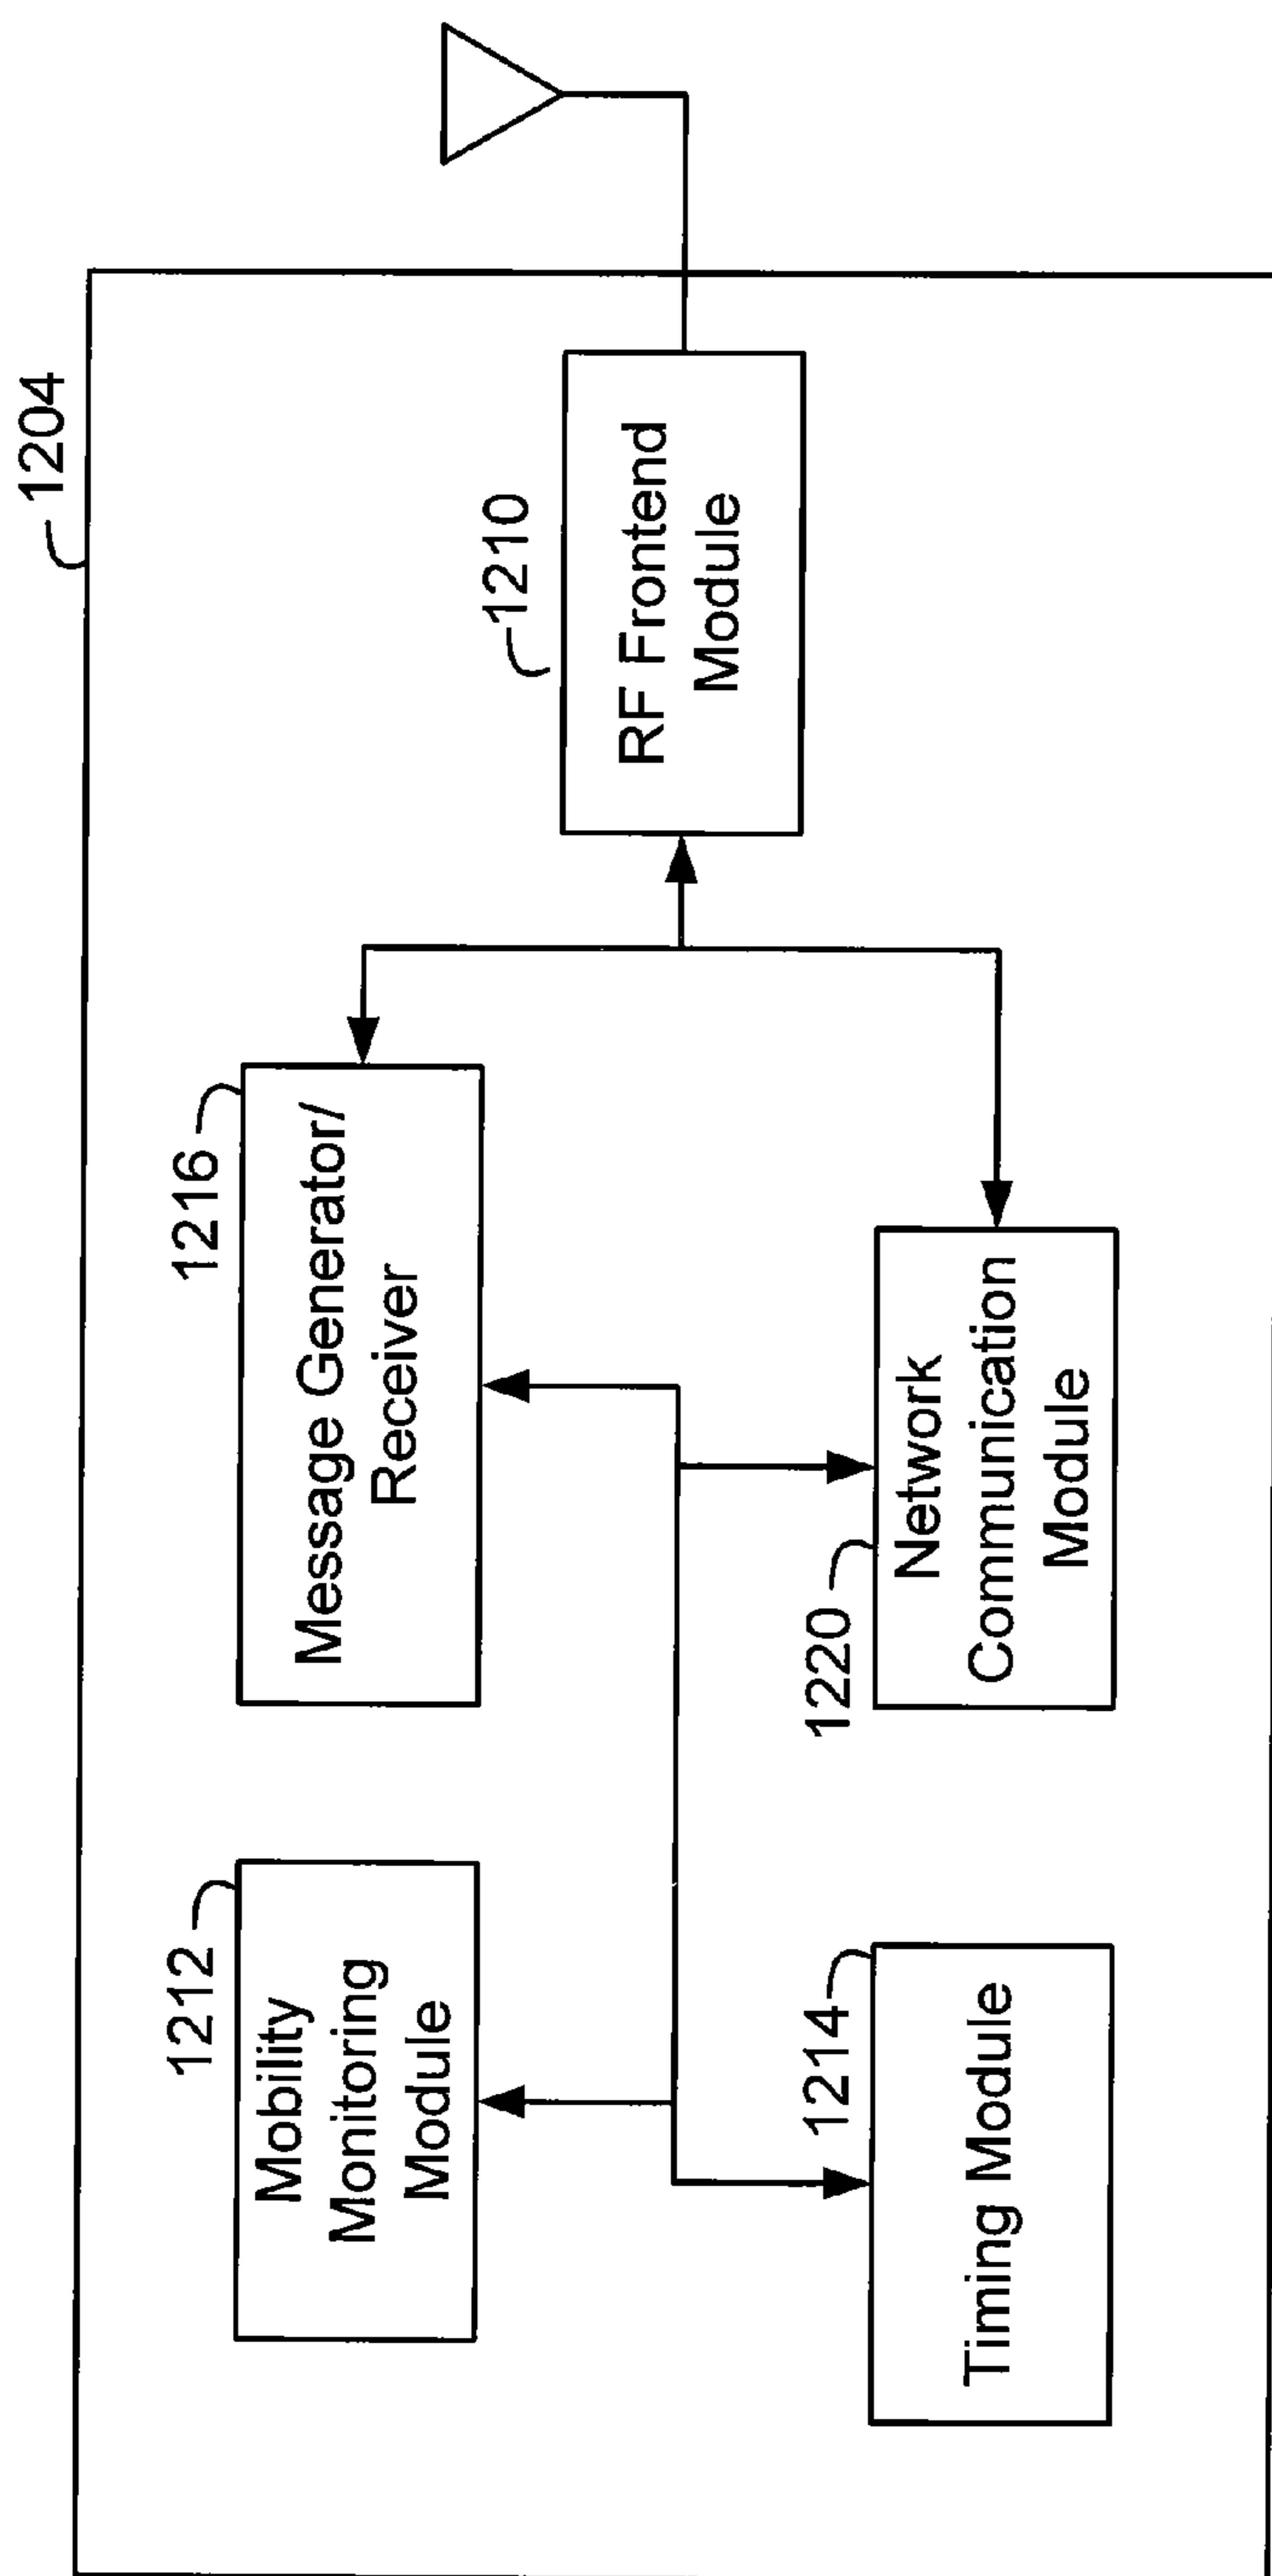 1204
1212
Mobility
Monitoring
Module
1216
Message Generator/
Receiver
1210
RF Frontend
Module
1214
Timing Module
1220
Network
Communication
Module